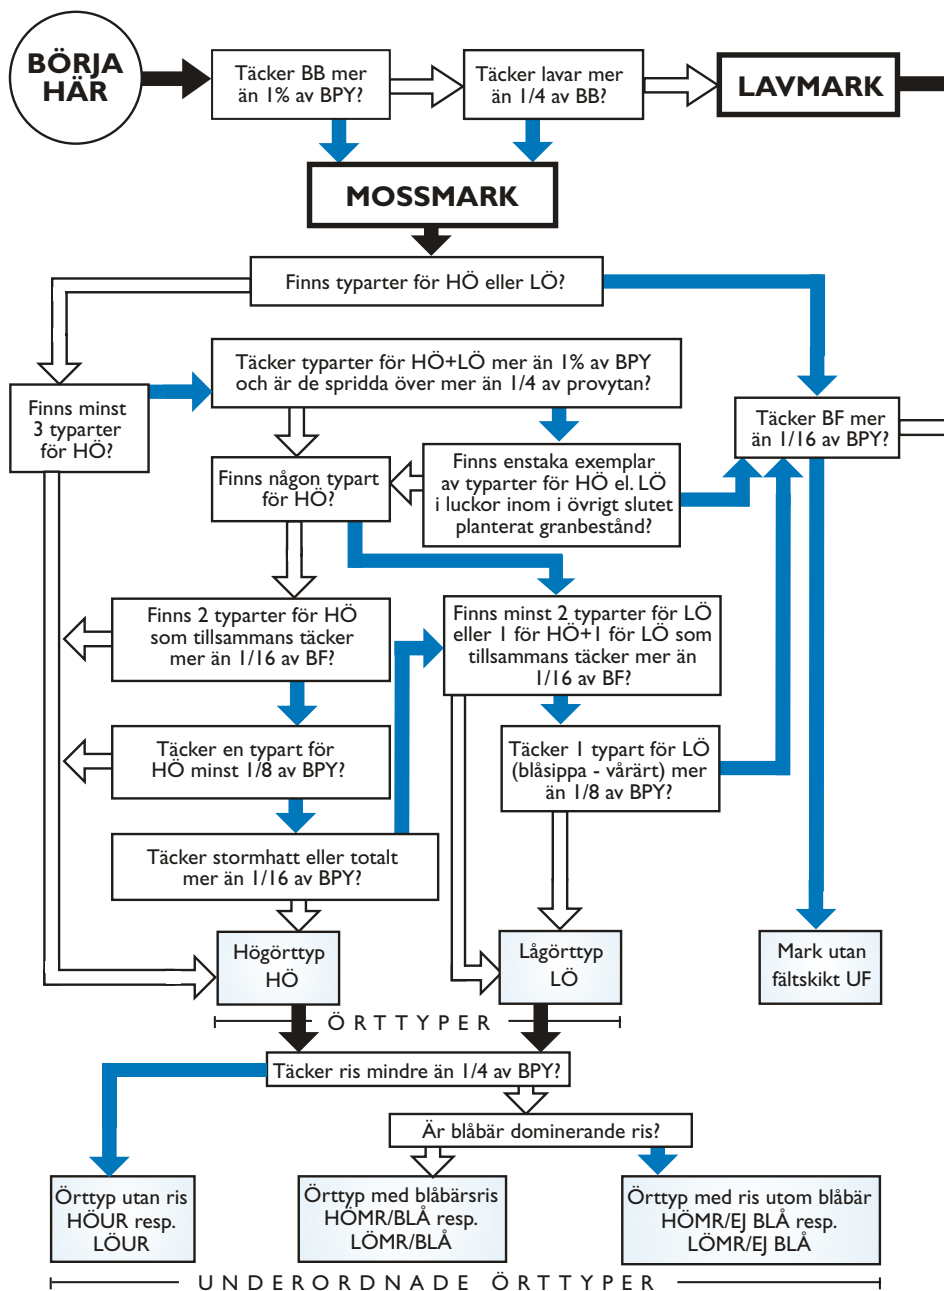 BÖRJA
HÄR
Täcker BB mer
än 1% av BPY?
Täcker lavar mer
än 1/4 av BB?
LAVMARK
MOSSMARK
Finns typarter för HÖ eller LÖ?
Täcker typarter för HÖ+LÖ mer än 1% av BPY
och är de spridda över mer än 1/4 av provytan?
Finns minst
3 typarter
för HÖ?
Täcker BF mer
än 1/16 av BPY?
Finns någon typart
för HÖ?
Finns enstaka exemplar
av typarter för HÖ el. LÖ
i luckor inom i övrigt slutet
planterat granbestånd?
Finns 2 typarter för HÖ
som tillsammans täcker
mer än 1/16 av BF?
Finns minst 2 typarter för LÖ
eller 1 för HÖ+1 för LÖ som
tillsammans täcker mer än
1/16 av BF?
Täcker en typart för
HÖ minst 1/8 av BPY?
Täcker 1 typart för LÖ
(blåsippa - vårärt) mer
än 1/8 av BPY?
Täcker stormhatt eller totalt
mer än 1/16 av BPY?
Högörttyp
HÖ
Lågörttyp
LÖ
Mark utan
fältskikt UF
ÖRTTYPER
Täcker ris mindre än 1/4 av BPY?
Är blåbär dominerande ris?
Örttyp utan ris
HÖUR resp.
LÖUR
Örttyp med blåbärsris
HÖMR/BLÅ resp.
LÖMR/BLÅ
Örttyp med ris utom blåbär
HÖMR/EJ BLÅ resp.
LÖMR/EJ BLÅ
UNDERORDNADE ÖRTTYPER